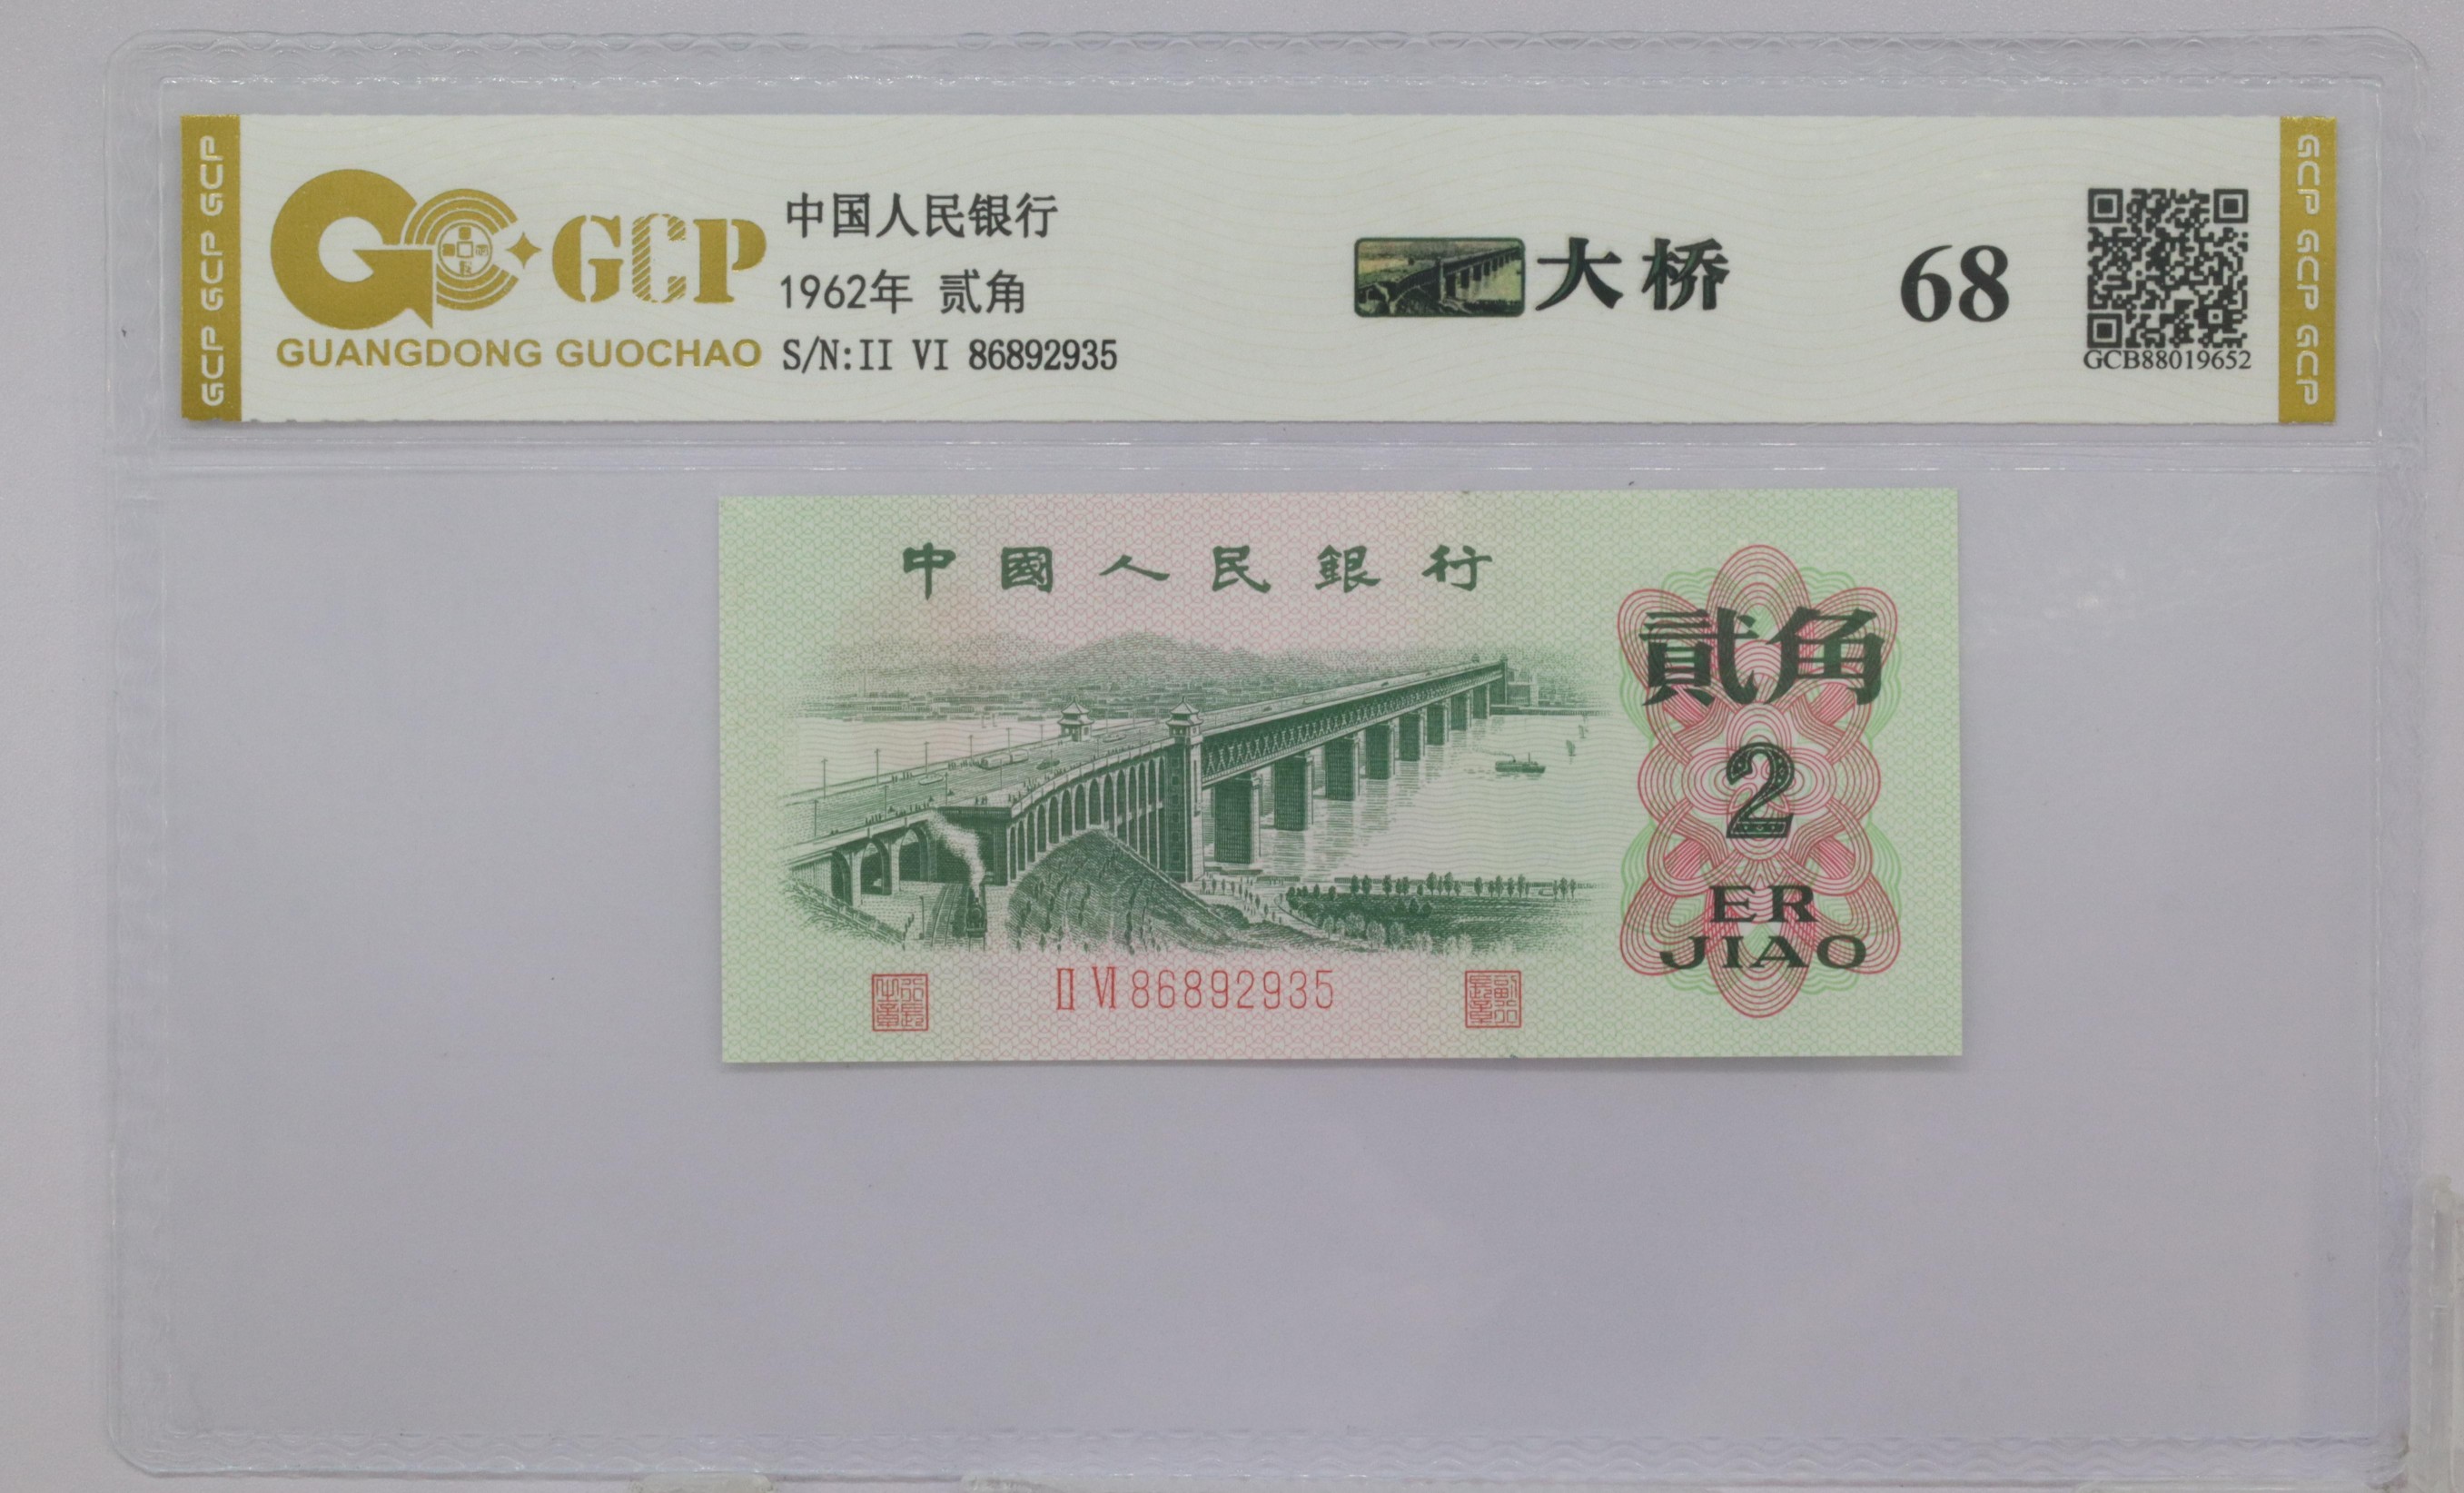 GCP GCP GCP
GCP
GUANGDONG GUOCHAO
中国人民银行
1962年 贰角
S/N:II VI 86892935
大桥
68
GCB88019652
GCP GCP GCP
中國人民銀行
貳角
2
ER
JIAO
II VI 86892935